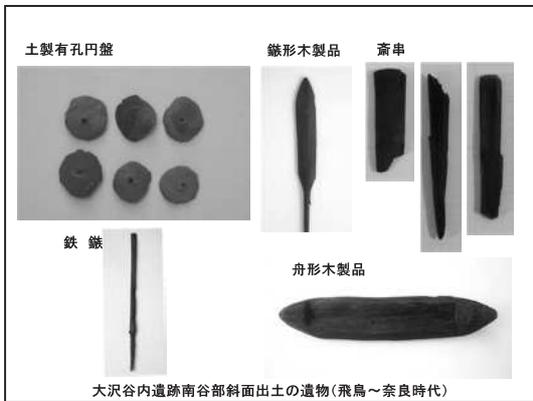 土製有孔円盤
鏃形木製品
斎串
鉄 鏃
舟形木製品
大沢谷内遺跡南谷部斜面出土の遺物(飛鳥～奈良時代)